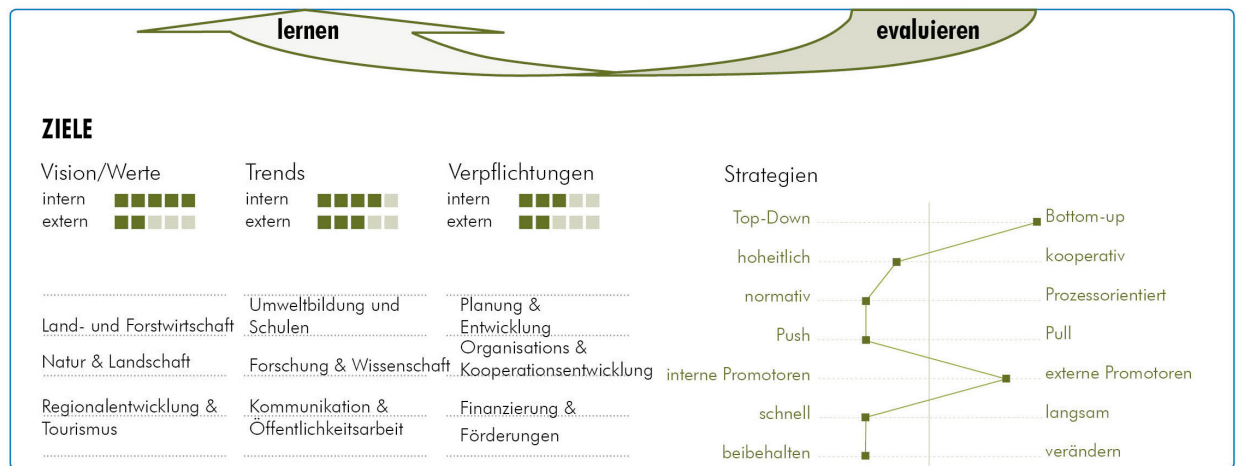 lernen
evaluieren
ZIELE
Vision/Werte
intern
extern
Trends
intern
extern
Verpflichtungen
intern
extern
Land- und Forstwirtschaft
Natur & Landschaft
Regionalentwicklung &
Tourismus
Umweltbildung und
Schulen
Forschung & Wissenschaft
Kommunikation &
Öffentlichkeitsarbeit
Planung &
Entwicklung
Organisations &
Kooperationsentwicklung
Finanzierung &
Förderungen
Strategien
Top-Down
Bottom-up
hoheitlich
kooperativ
normativ
Prozessorientiert
Push
Pull
interne Promotoren
externe Promotoren
schnell
langsam
beibehalten
verändern